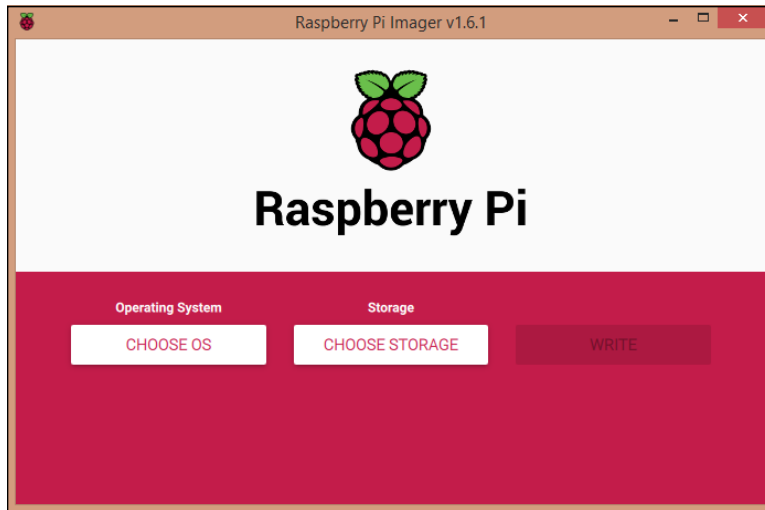 Raspberry Pi Imager v1.6.1
Raspberry Pi
Operating System
Storage
CHOOSE OS
CHOOSE STORAGE
WRITE